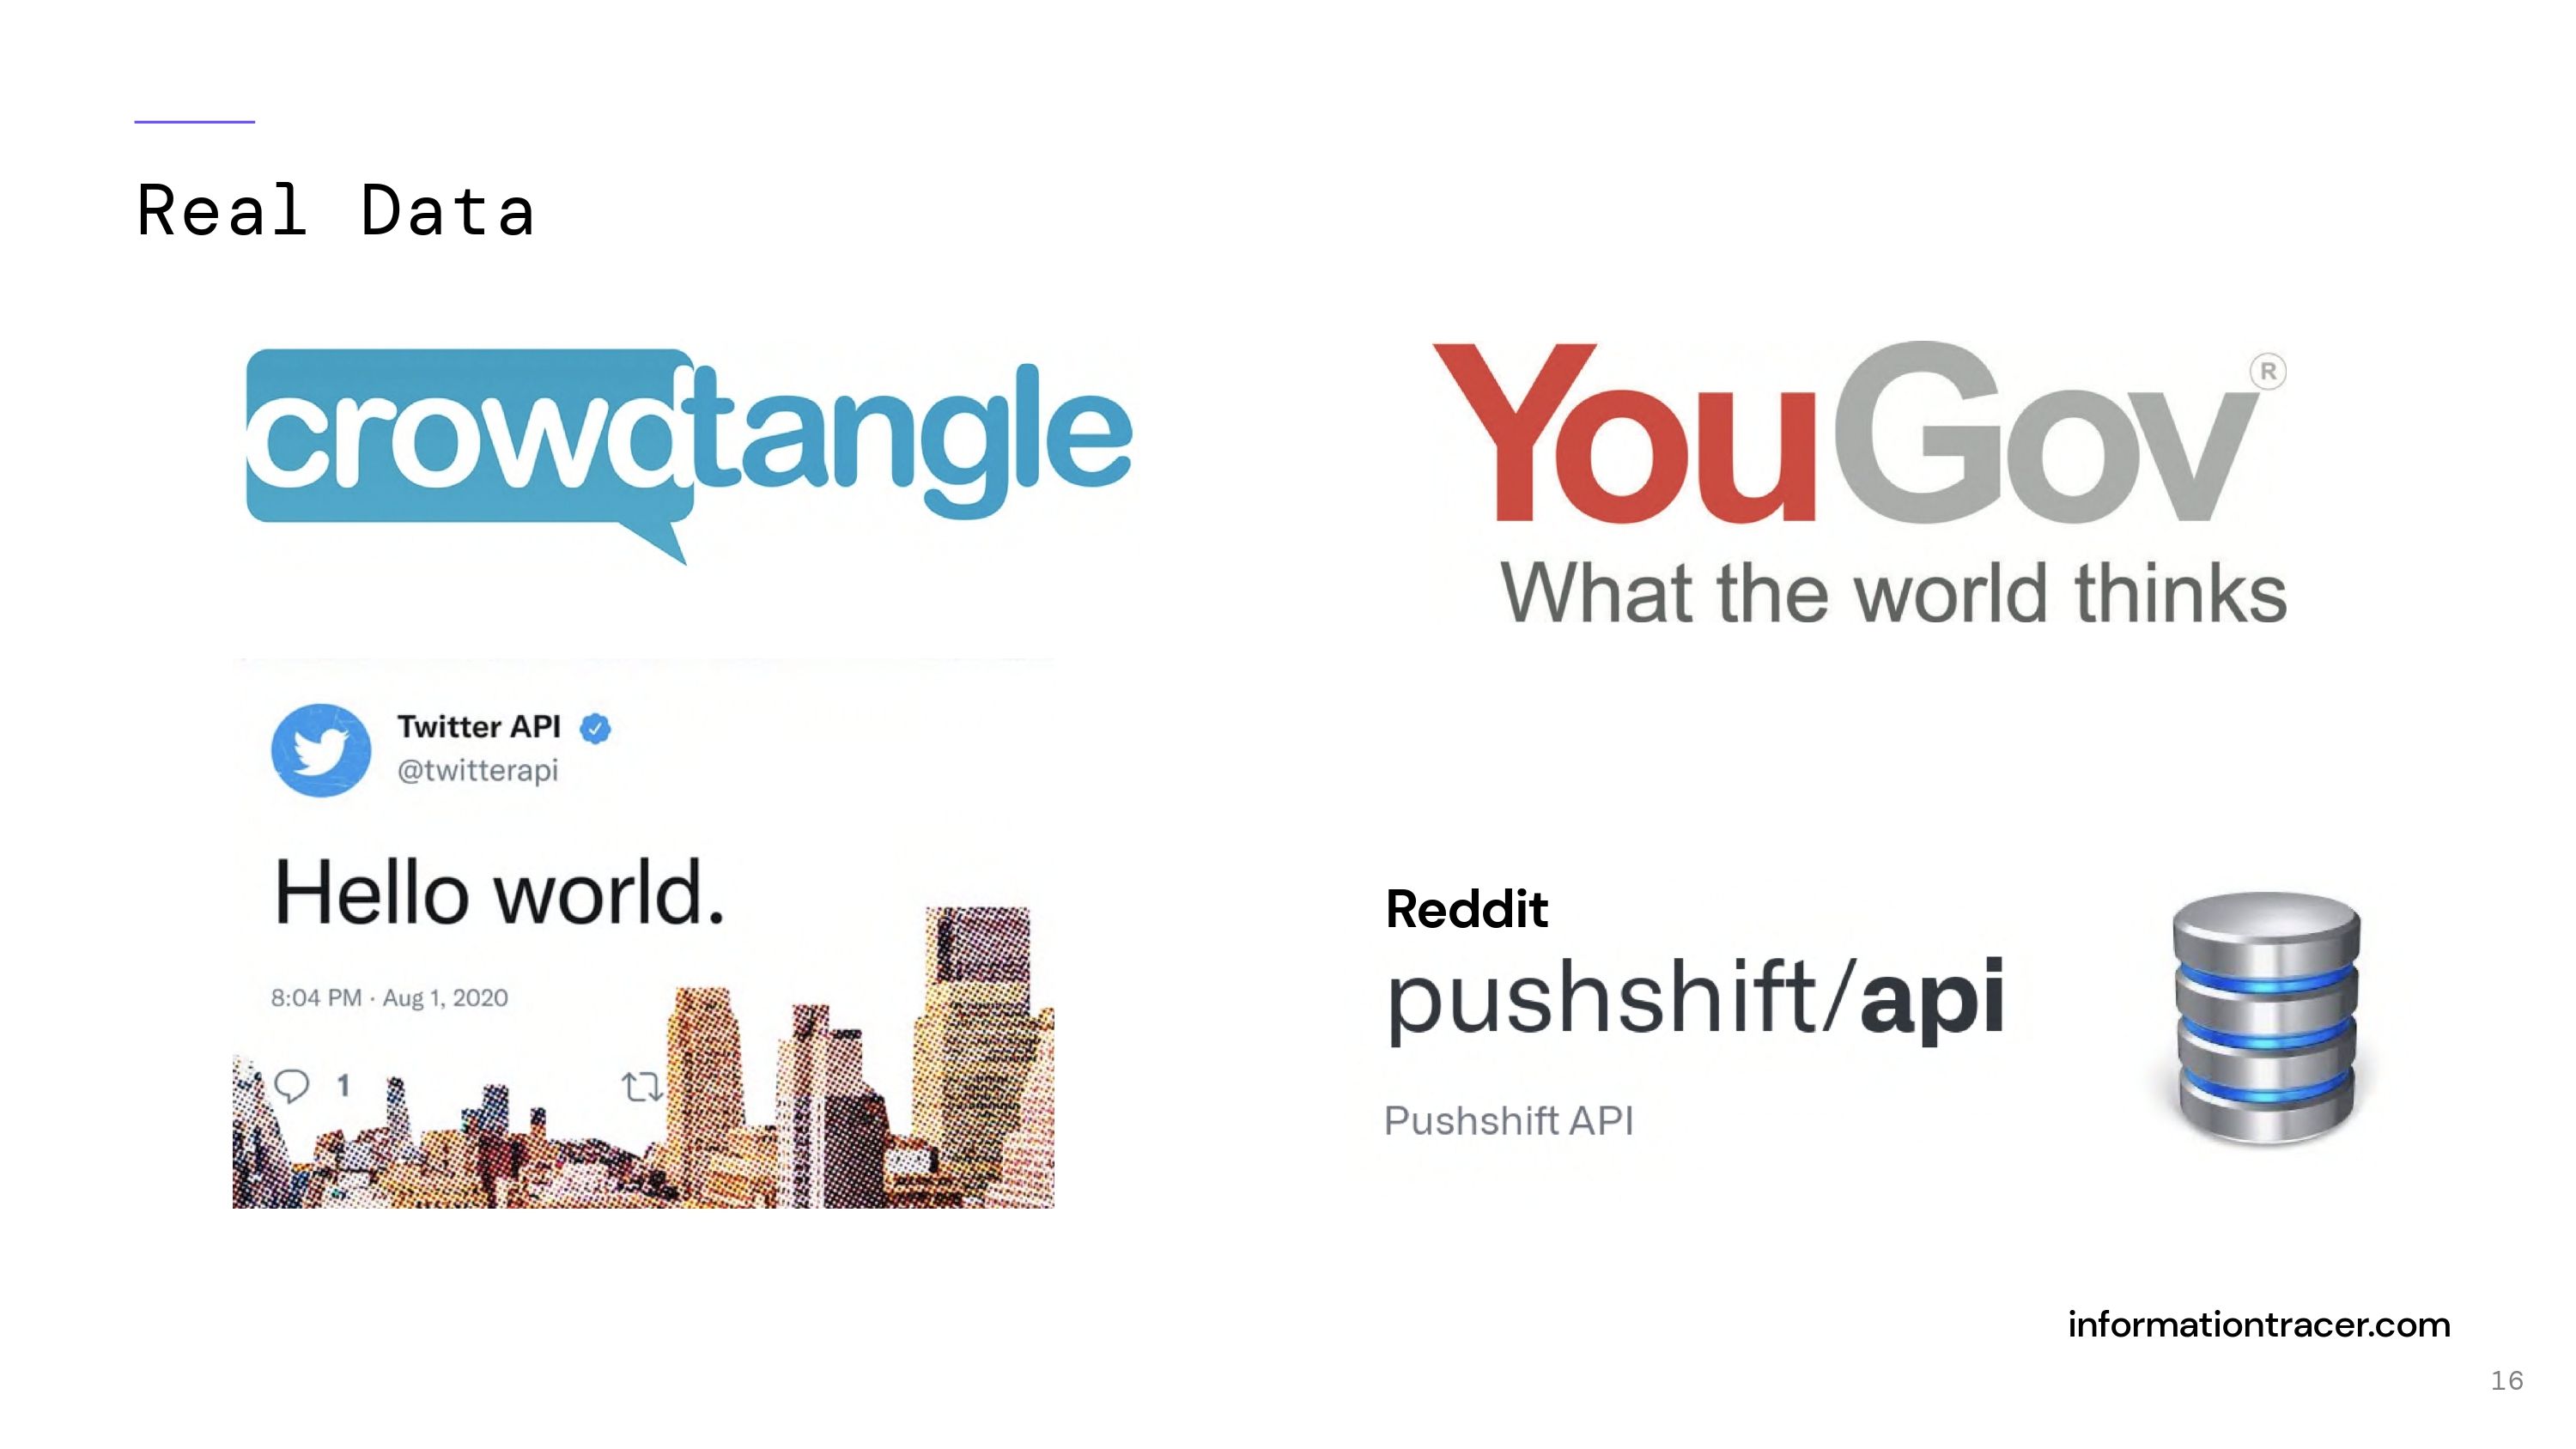 Real Data
crowdtangle
YouGov®
What the world thinks
Twitter API
@twitterapi
Hello world.
8:04 PM · Aug 1, 2020
1
Reddit
pushshift/api
Pushshift API
informationtracer.com
16